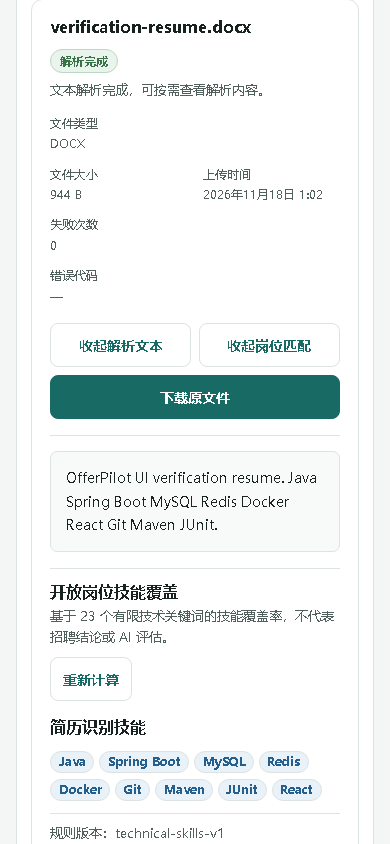 verification-resume.docx
解析完成
文本解析完成，可按需查看解析内容。
文件类型
DOCX
文件大小 上传时间
944 B 2026年11月18日 1:02
失败次数
0
错误代码
—
收起解析文本 收起岗位匹配
下载原文件
OfferPilot UI verification resume. Java
Spring Boot MySQL Redis Docker
React Git Maven JUnit.
开放岗位技能覆盖
基于 23 个有限技术关键词的技能覆盖率，不代表
招聘结论或 AI 评估。
重新计算
简历识别技能
Java Spring Boot MySQL Redis
Docker Git Maven JUnit React
规则版本：technical-skills-v1